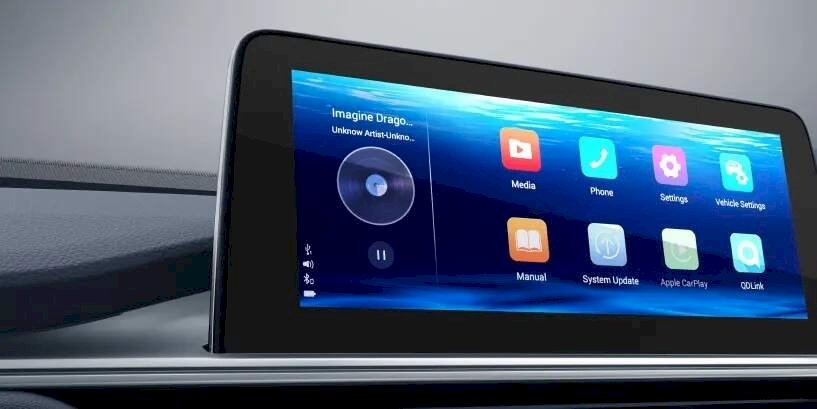 Imagine Drago...
Unknow Artist-Unkno...
Media
Phone
Settings
Vehicle Settings
Manual
System Update
Apple CarPlay
QDLink